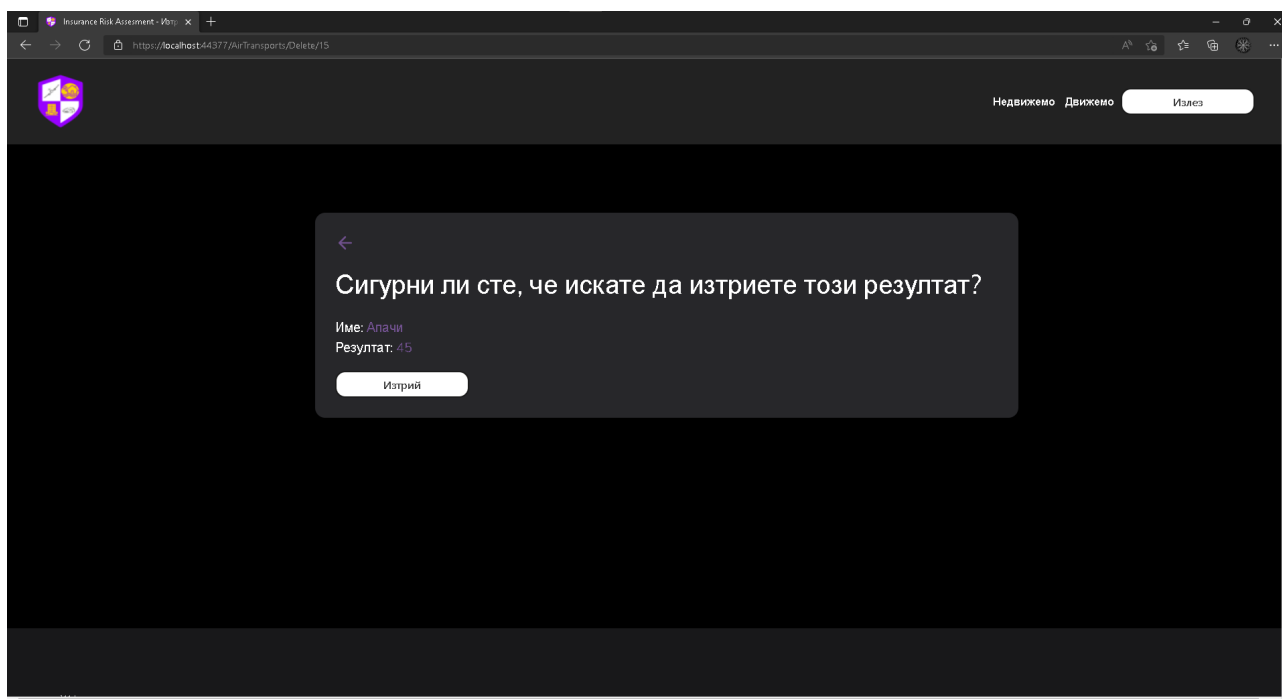 Insurance Risk Assesment - Изтр
https://localhost:44377/AirTransports/Delete/15
Недвижемо Движемо Излез
Сигурни ли сте, че искате да изтриете този резултат?
Име: Апачи
Резултат: 45
Изтрий